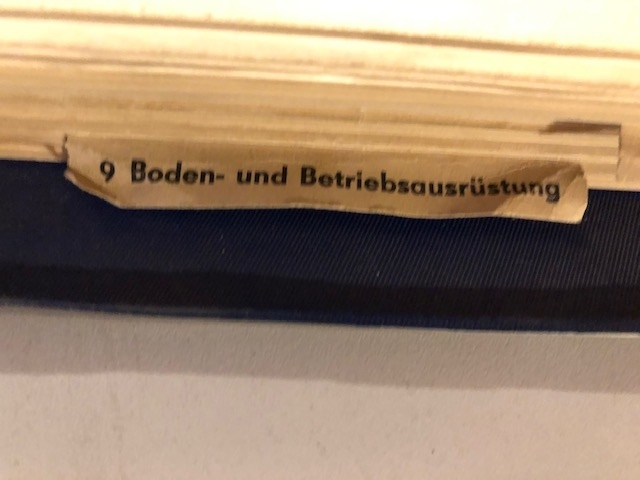 9 Boden- und Betriebsausrüstung